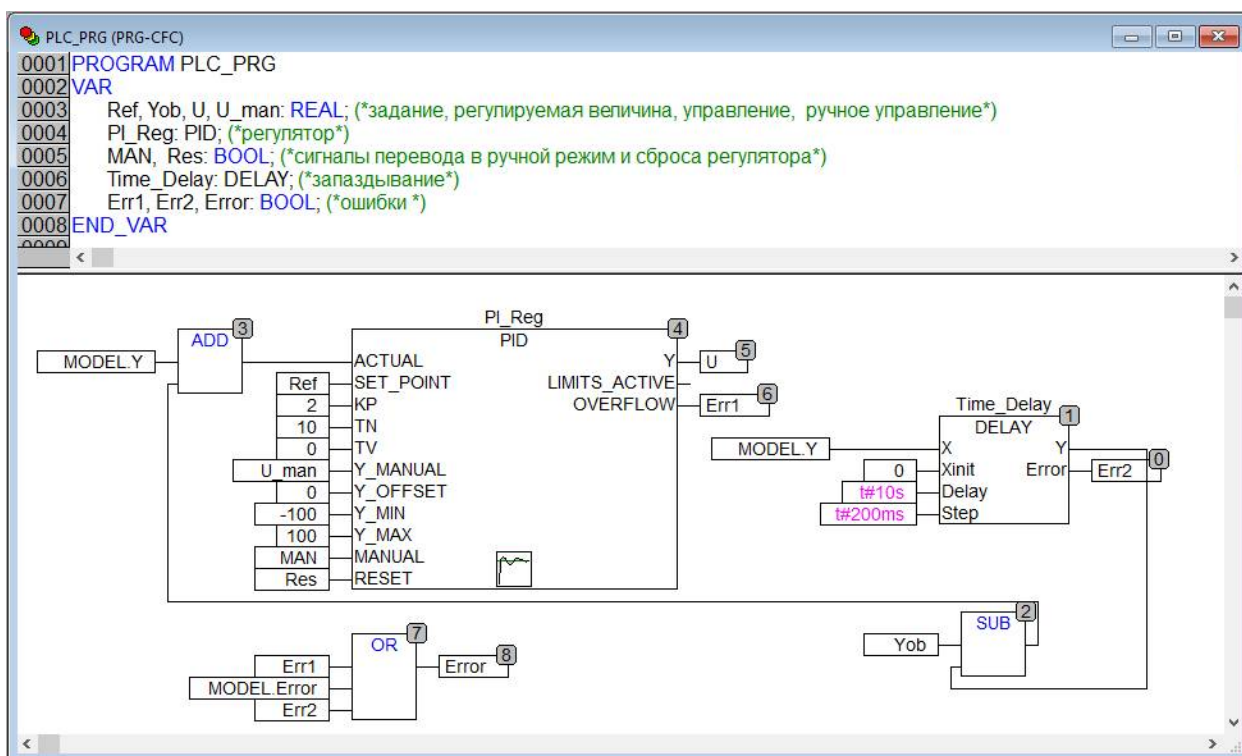 PLC_PRG (PRG-CFC)
0001 PROGRAM PLC_PRG
0002 VAR
0003 Ref, Yob, U, U_man: REAL; (*задание, регулируемая величина, управление, ручное управление*)
0004 PI_Reg: PID; (*регулятор*)
0005 MAN, Res: BOOL; (*сигналы перевода в ручной режим и сброса регулятора*)
0006 Time_Delay: DELAY; (*запаздывание*)
0007 Err1, Err2, Error: BOOL; (*ошибки *)
0008 END_VAR
MODEL.Y
ADD
3
PI_Reg
4
PID
ACTUAL Y U 5
Ref SET_POINT LIMITS_ACTIVE
2 KP OVERFLOW Err1 6
10 TN
0 TV
U_man Y_MANUAL
0 Y_OFFSET
-100 Y_MIN
100 Y_MAX
MAN MANUAL
Res RESET
Time_Delay
1
DELAY
MODEL.Y X Y
0 Xinit Error Err2 0
t#10s Delay
t#200ms Step
SUB 2
Yob
OR 7
Err1 Error 8
MODEL.Error
Err2